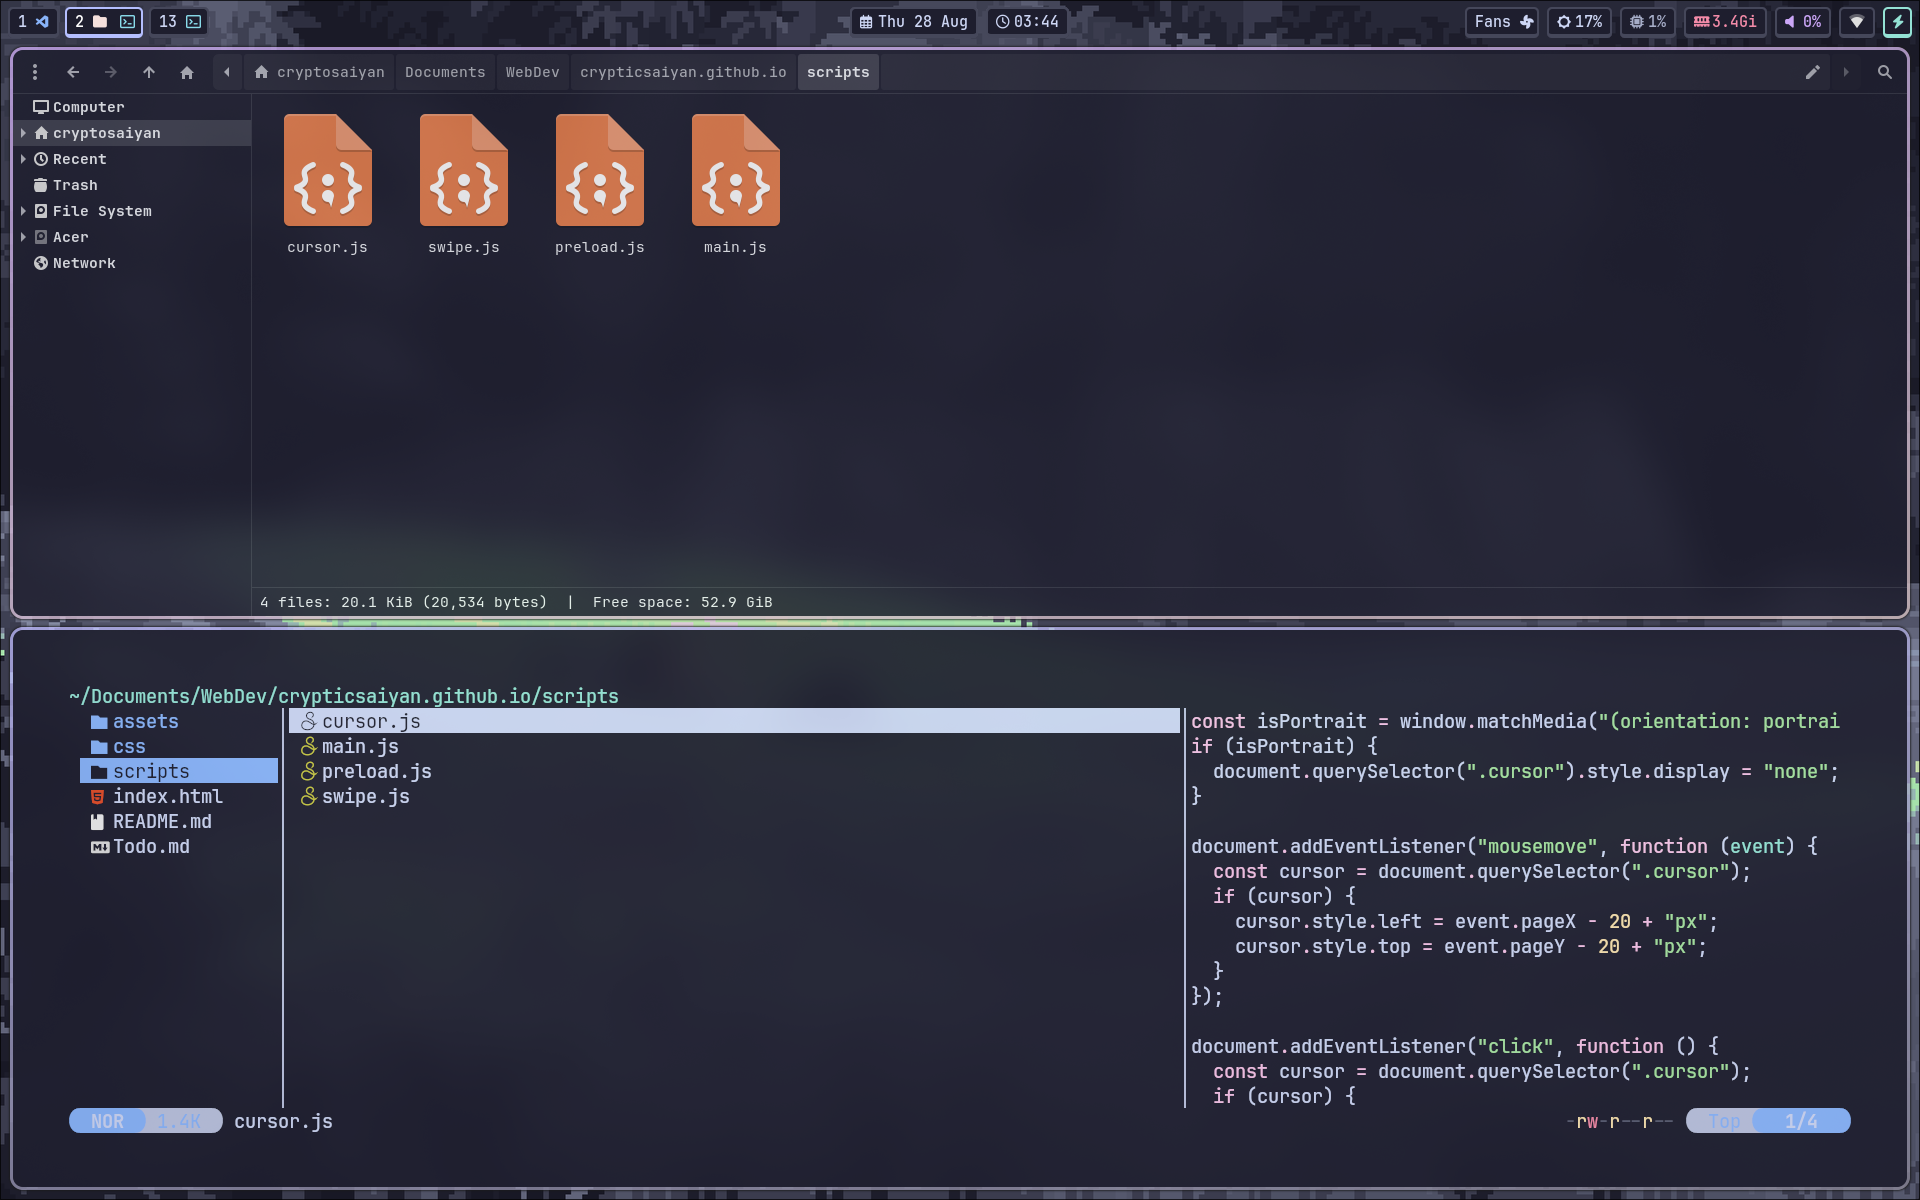 1
2
13
Thu 28 Aug
03:44
Fans
17%
1%
3.4Gi
0%
cryptosaiyan
Documents
WebDev
crypticsaiyan.github.io
scripts
Computer
cryptosaiyan
Recent
Trash
File System
Acer
Network
cursor.js
swipe.js
preload.js
main.js
4 files: 20.1 KiB (20,534 bytes) | Free space: 52.9 GiB
~/Documents/WebDev/crypticsaiyan.github.io/scripts
assets
css
scripts
index.html
README.md
Todo.md
cursor.js
main.js
preload.js
swipe.js
const isPortrait = window.matchMedia("(orientation: portrai
if (isPortrait) {
document.querySelector(".cursor").style.display = "none";
}
document.addEventListener("mousemove", function (event) {
const cursor = document.querySelector(".cursor");
if (cursor) {
cursor.style.left = event.pageX - 20 + "px";
cursor.style.top = event.pageY - 20 + "px";
}
});
document.addEventListener("click", function () {
const cursor = document.querySelector(".cursor");
if (cursor) {
NOR 1.4K cursor.js
-rw-r--r-- Top 1/4